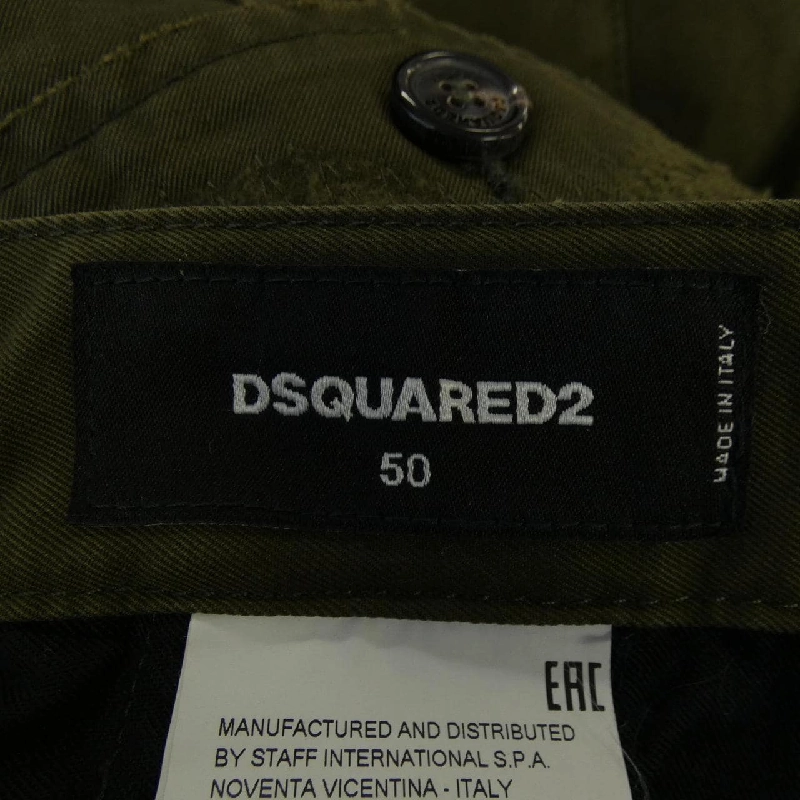 DSQUARED2
50
MADE IN ITALY
EAC
MANUFACTURED AND DISTRIBUTED
BY STAFF INTERNATIONAL S.P.A.
NOVENTA VICENTINA - ITALY